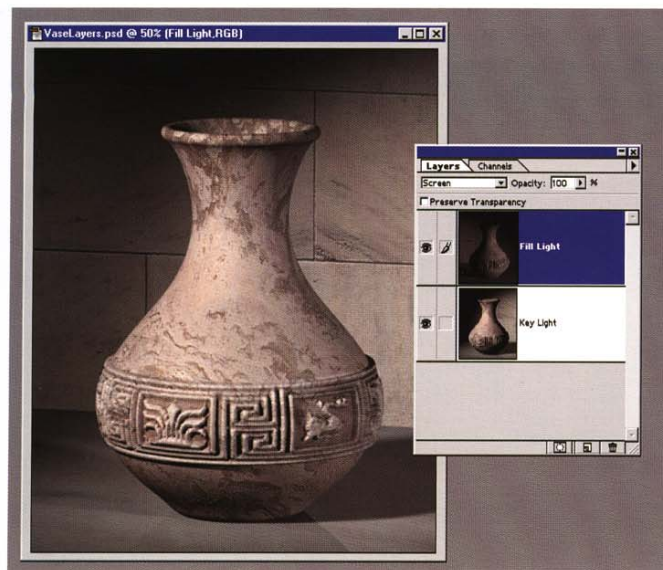 VaseLayers.psd @ 50% (Fill Light,RGB)
Layers Channels
Screen Opacity: 100 %
Preserve Transparency
Fill Light
Key Light